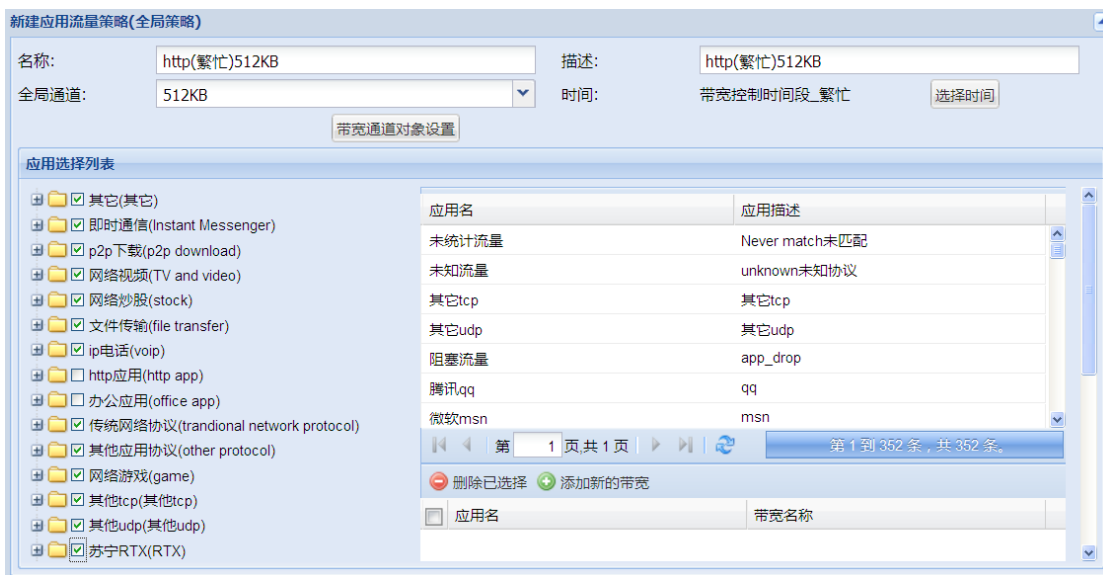 新建应用流量策略(全局策略)
名称: http(繁忙)512KB 描述: http(繁忙)512KB
全局通道: 512KB 时间: 带宽控制时间段_繁忙 选择时间
带宽通道对象设置
应用选择列表
其它(其它)
即时通信(Instant Messenger)
p2p下载(p2p download)
网络视频(TV and video)
网络炒股(stock)
文件传输(file transfer)
ip电话(voip)
http应用(http app)
办公应用(office app)
传统网络协议(trandional network protocol)
其他应用协议(other protocol)
网络游戏(game)
其他tcp(其他tcp)
其他udp(其他udp)
苏宁RTX(RTX)
应用名 应用描述
未统计流量 Never match未匹配
未知流量 unknown未知协议
其它tcp 其它tcp
其它udp 其它udp
阻塞流量 app_drop
腾讯qq qq
微软msn msn
第 1 页,共 1 页 第 1 到 352 条，共 352 条。
删除已选择 添加新的带宽
应用名 带宽名称